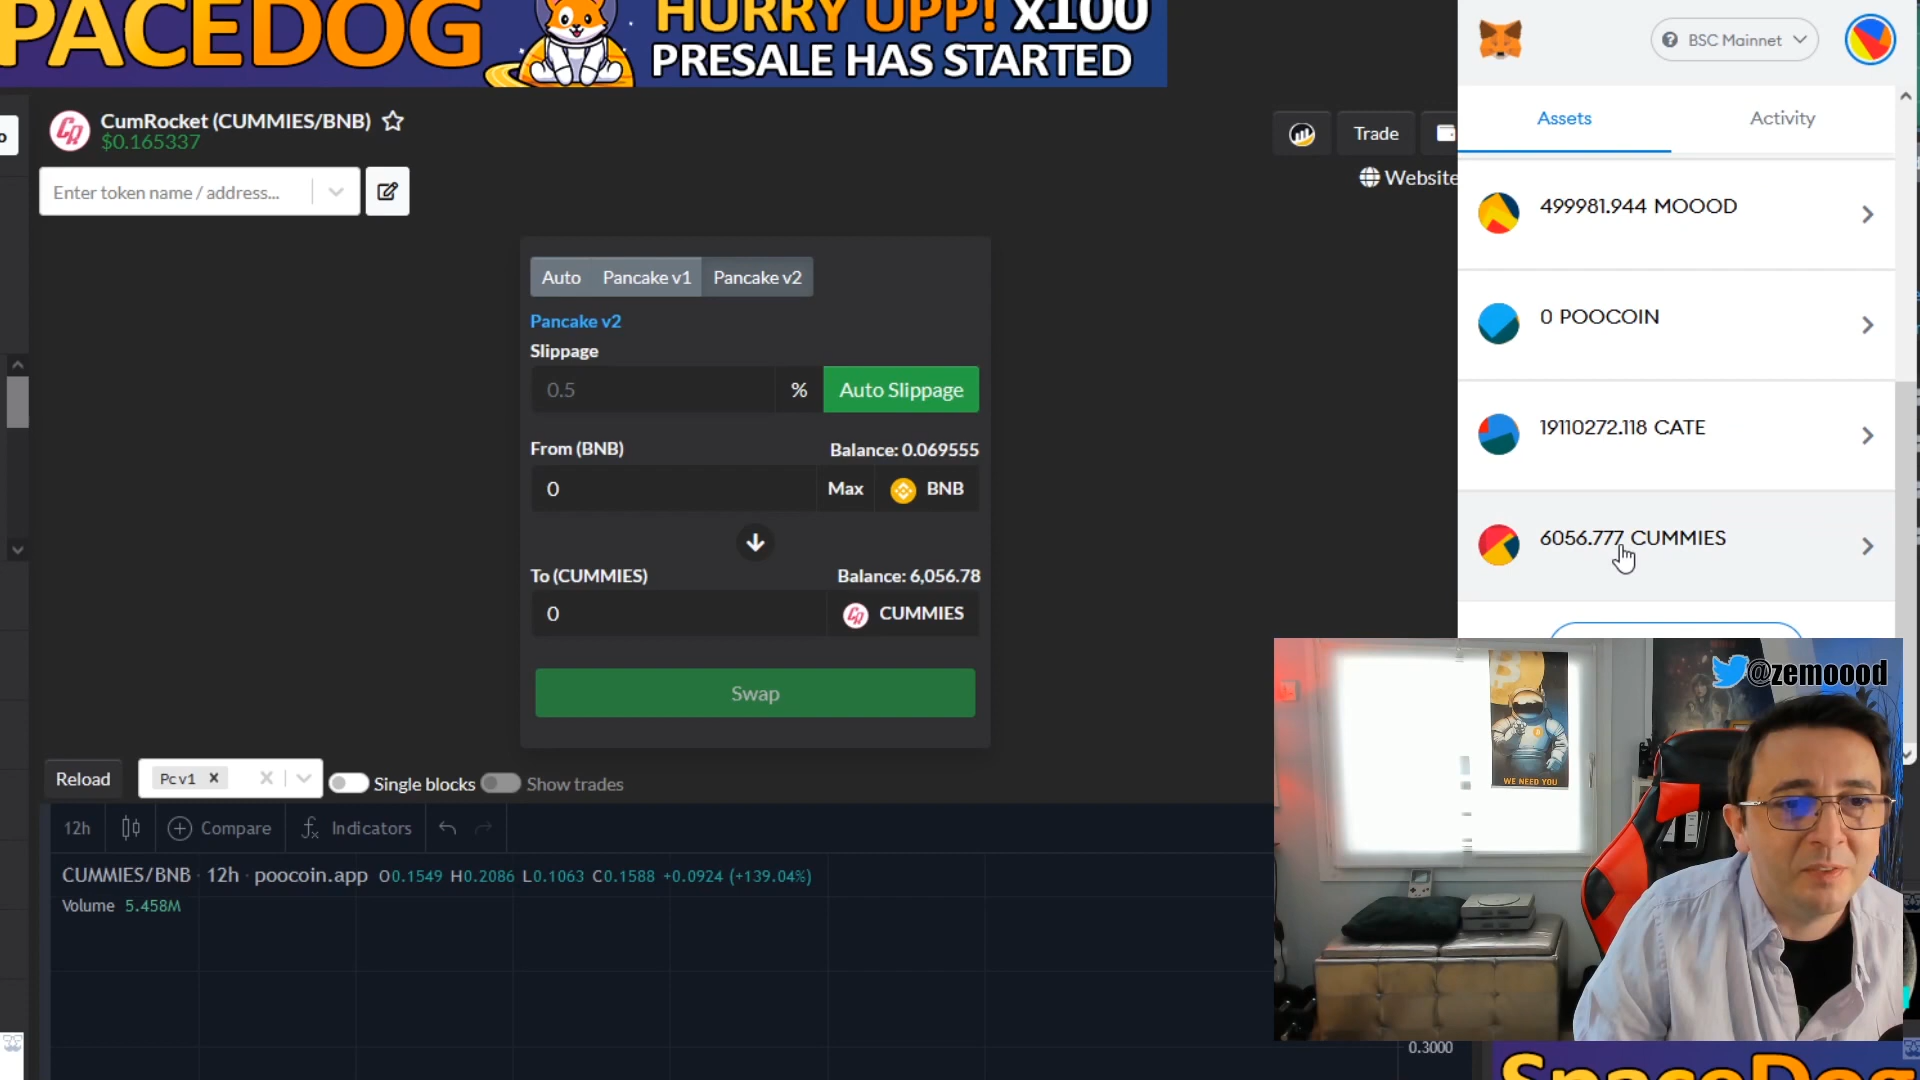 PACEDOG
HURRY UPP! x100
PRESALE HAS STARTED
BSC Mainnet
CumRocket (CUMMIES/BNB)
$0.165337
Trade
Assets
Activity
Website
Enter token name / address...
499981.944 MOOOD
0 POOCOIN
19110272.118 CATE
6056.777 CUMMIES
Auto
Pancake v1
Pancake v2
Pancake v2
Slippage
0.5
%
Auto Slippage
From (BNB)
Balance: 0.069555
0
Max
BNB
To (CUMMIES)
Balance: 6,056.78
0
CUMMIES
Swap
@zemoood
WE NEED YOU
Reload
Pcv1
Single blocks
Show trades
12h
Compare
Indicators
CUMMIES/BNB · 12h · poocoin.app O0.1549 H0.2086 L0.1063 C0.1588 +0.0924 (+139.04%)
Volume 5.458M
0.3000
SpaceDog